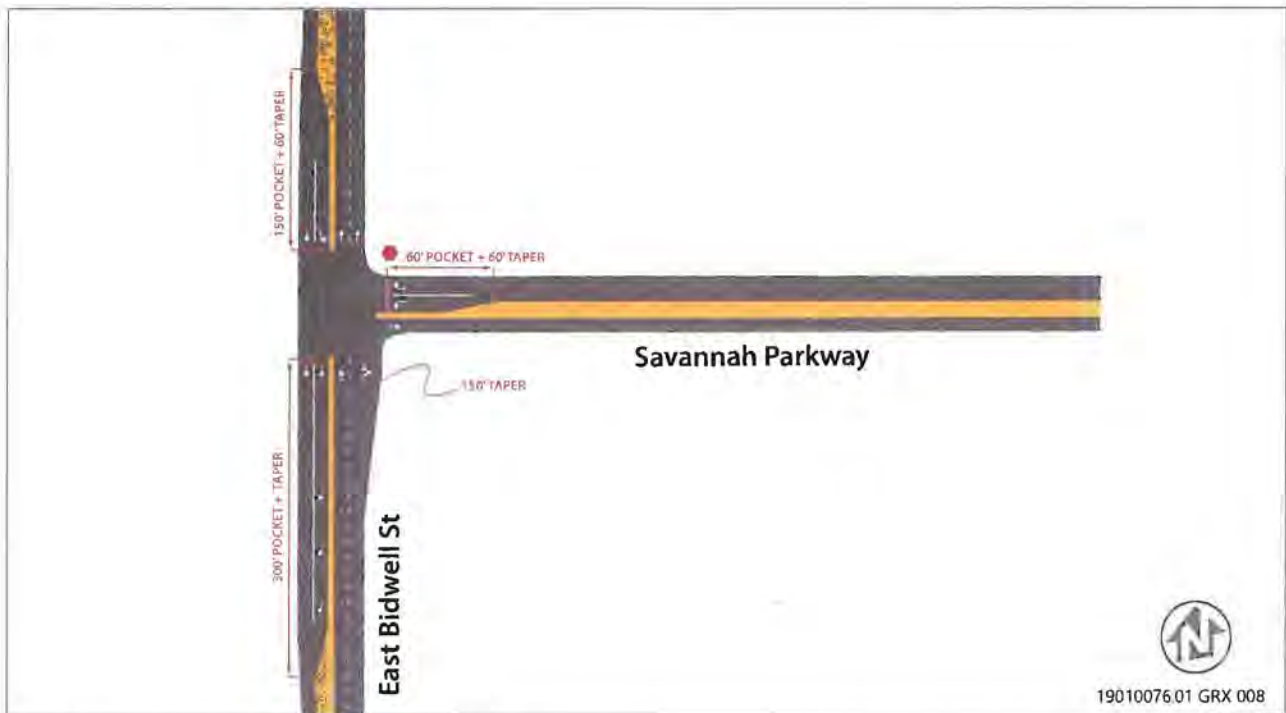 150' POCKET + 60' TAPER
60' POCKET + 60' TAPER
Savannah Parkway
150' TAPER
300' POCKET + TAPER
East Bidwell St
N
19010076.01 GRX 008